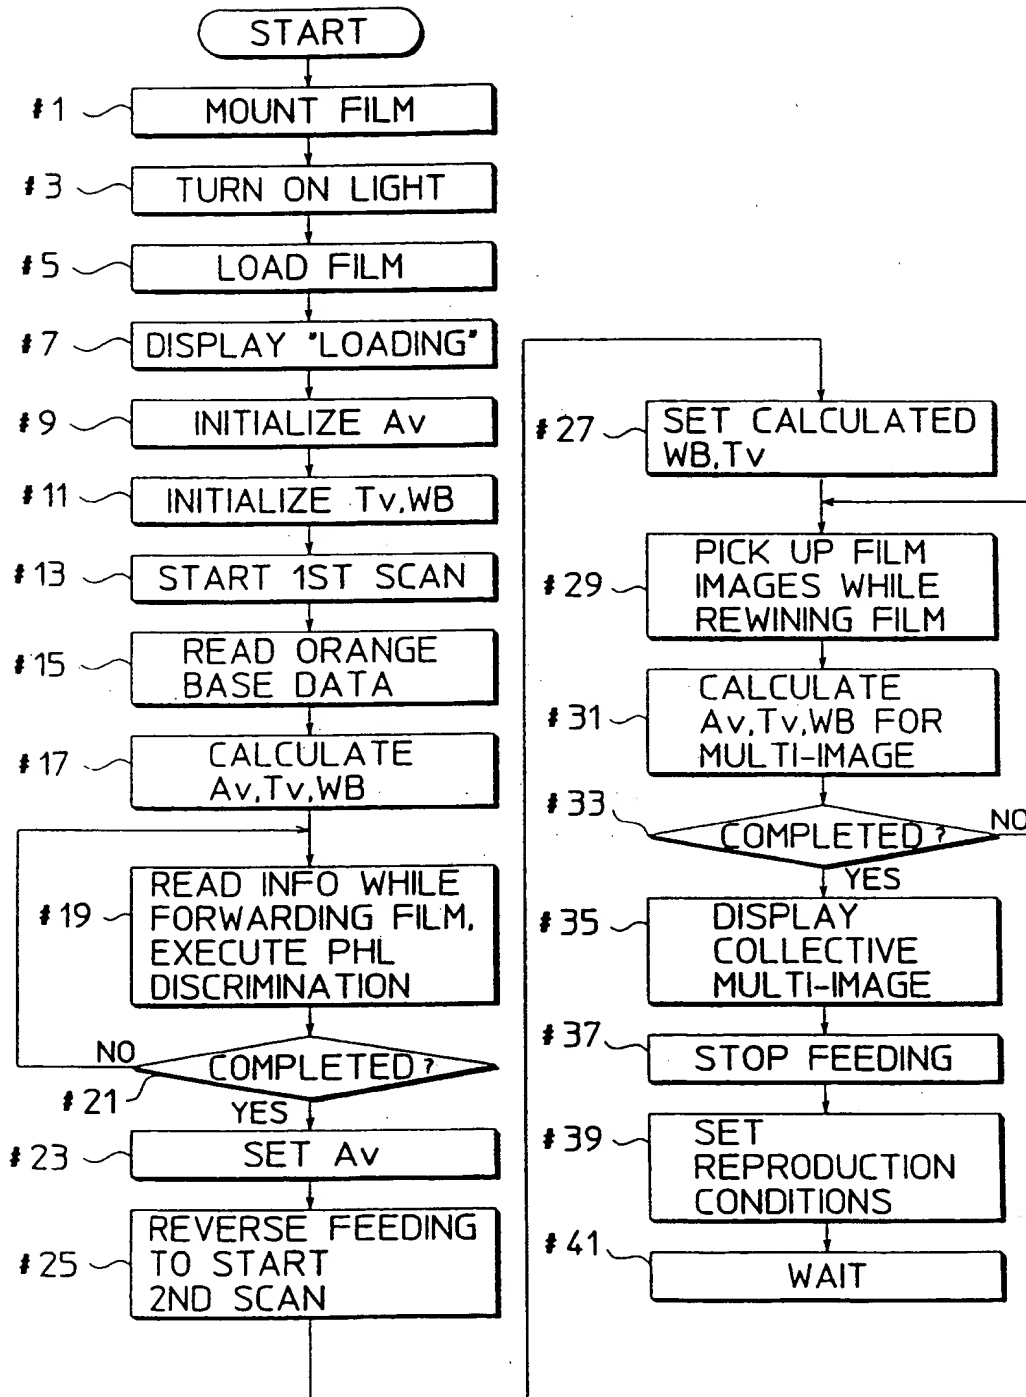 START
#1 MOUNT FILM
#3 TURN ON LIGHT
#5 LOAD FILM
#7 DISPLAY "LOADING"
#9 INITIALIZE Av
#11 INITIALIZE Tv,WB
#13 START 1ST SCAN
#15 READ ORANGE
BASE DATA
#17 CALCULATE
Av,Tv,WB
#19 READ INFO WHILE
FORWARDING FILM,
EXECUTE PHL
DISCRIMINATION
NO
COMPLETED?
#21
YES
#23 SET Av
#25 REVERSE FEEDING
TO START
2ND SCAN
#27 SET CALCULATED
WB,Tv
#29 PICK UP FILM
IMAGES WHILE
REWINING FILM
#31 CALCULATE
Av,Tv,WB FOR
MULTI-IMAGE
#33
COMPLETED?
NO
YES
#35 DISPLAY
COLLECTIVE
MULTI-IMAGE
#37 STOP FEEDING
#39 SET
REPRODUCTION
CONDITIONS
#41 WAIT